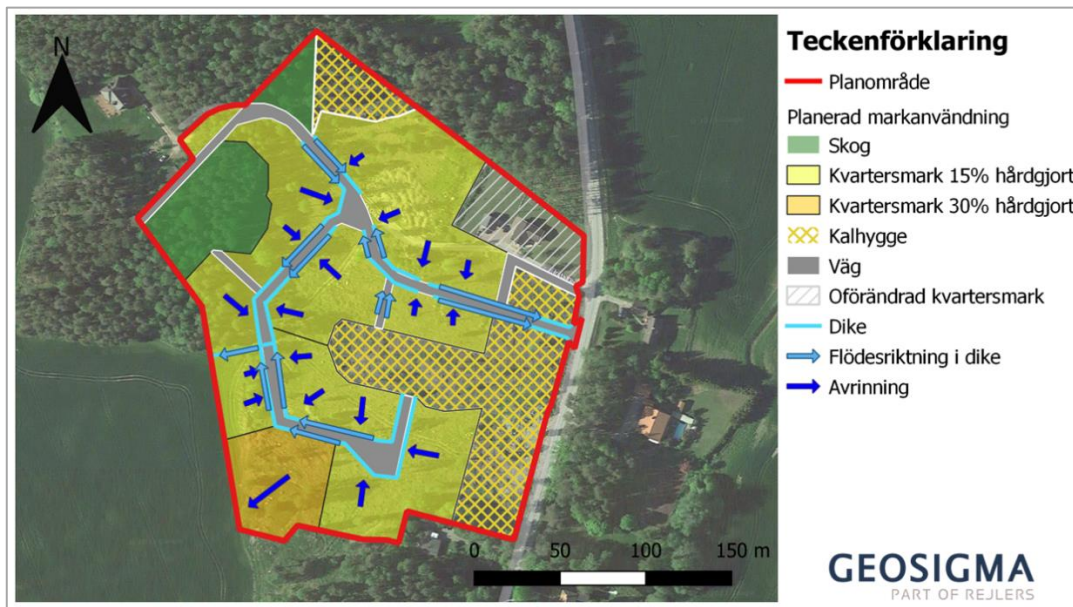 N
0 50 100 150 m
Teckenförklaring
Planområde
Planerad markanvändning
Skog
Kvartersmark 15% hårdgjort
Kvartersmark 30% hårdgjort
Kalhygge
Väg
Oförändrad kvartersmark
Dike
Flödesriktning i dike
Avrinning
GEOSIGMA
PART OF REJLERS